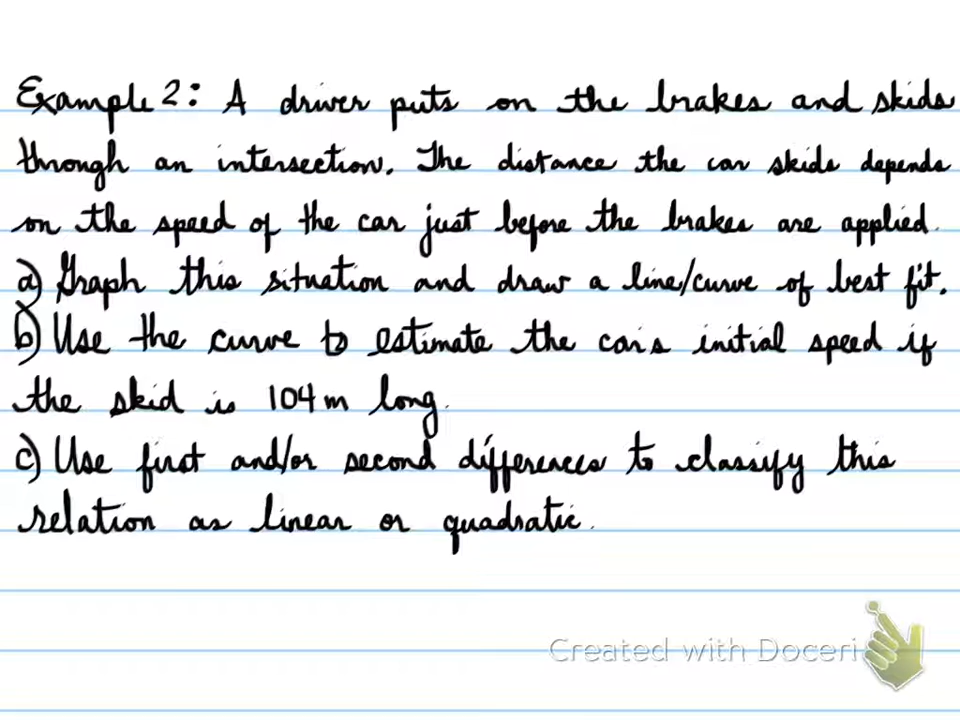 Example 2: A driver puts on the brakes and skids
through an intersection. The distance the car skids depends
on the speed of the car just before the brakes are applied.
a) Graph this situation and draw a line/curve of best fit.
b) Use the curve to estimate the car's initial speed if
the skid is 104 m long.
c) Use first and/or second differences to classify this
relation as linear or quadratic.
Created with Doceri